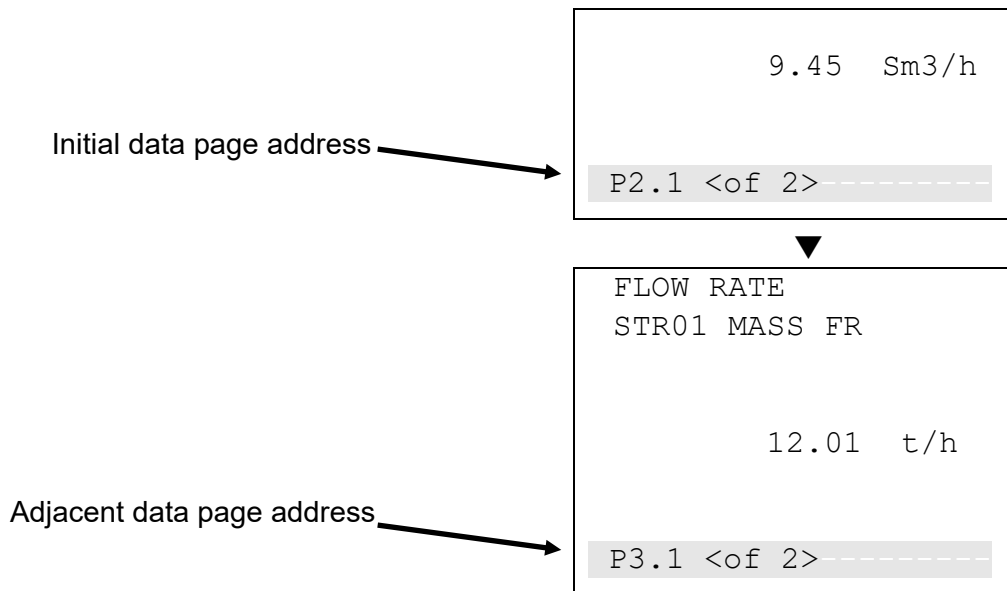 9.45 Sm3/h
Initial data page address
P2.1 <of 2>---------
FLOW RATE
STR01 MASS FR
12.01 t/h
Adjacent data page address
P3.1 <of 2>---------